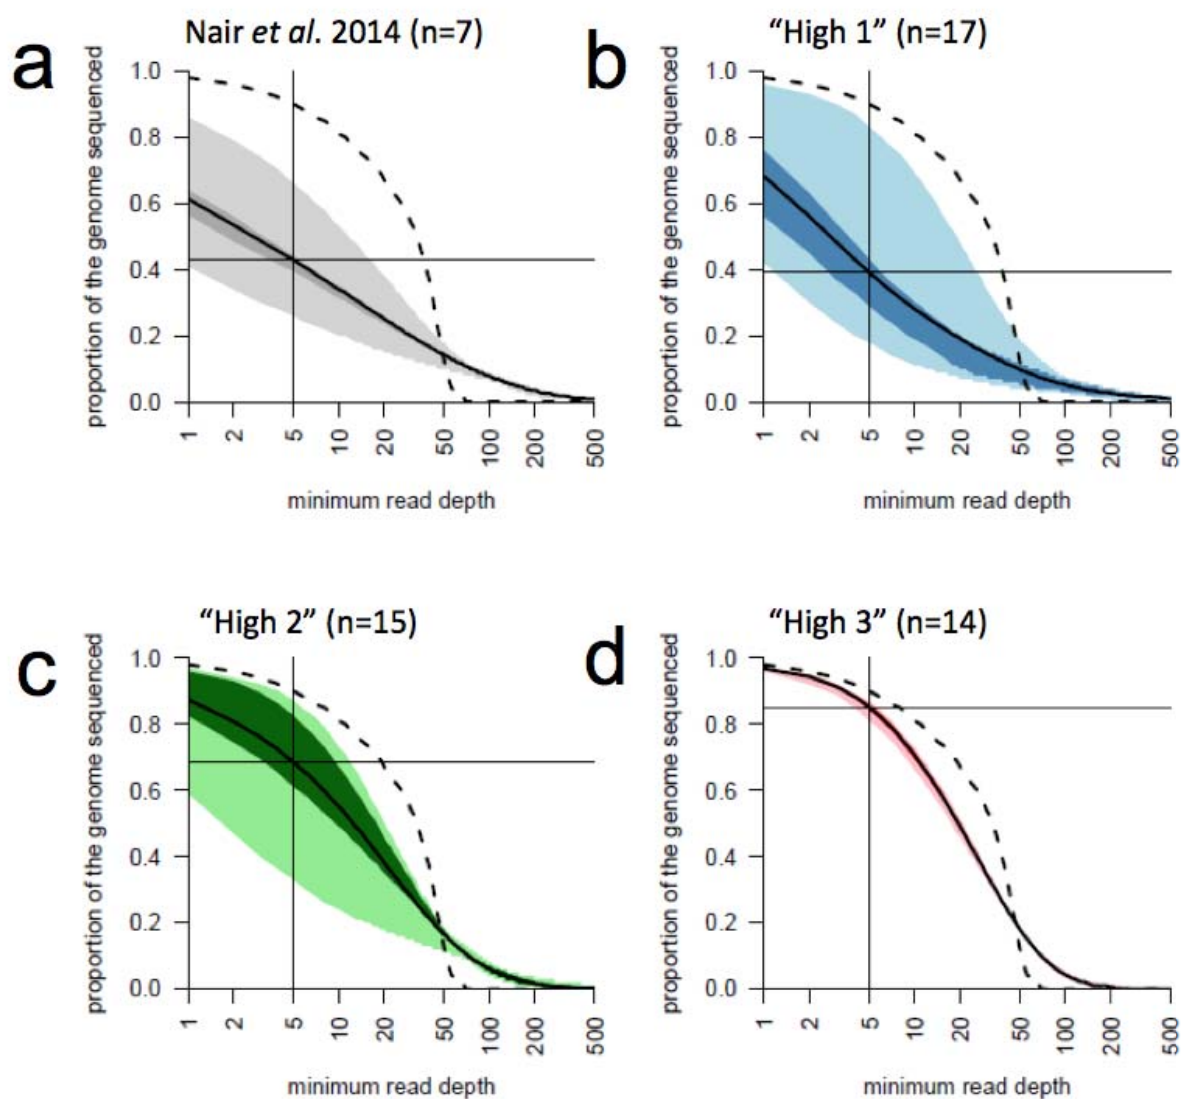 a
Nair et al. 2014 (n=7)
proportion of the genome sequenced
1.0
0.8
0.6
0.4
0.2
0.0
1 2 5 10 20 50 100 200 500
minimum read depth
b
“High 1” (n=17)
proportion of the genome sequenced
1.0
0.8
0.6
0.4
0.2
0.0
1 2 5 10 20 50 100 200 500
minimum read depth
c
“High 2” (n=15)
proportion of the genome sequenced
1.0
0.8
0.6
0.4
0.2
0.0
1 2 5 10 20 50 100 200 500
minimum read depth
d
“High 3” (n=14)
proportion of the genome sequenced
1.0
0.8
0.6
0.4
0.2
0.0
1 2 5 10 20 50 100 200 500
minimum read depth